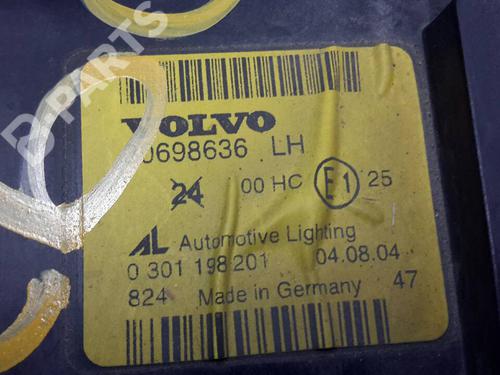 D-PARTS
VOLVO
0698636 LH
24 00 HC E1 25
AL Automotive Lighting
0 301 198 201 04.08.04
824 Made in Germany 47